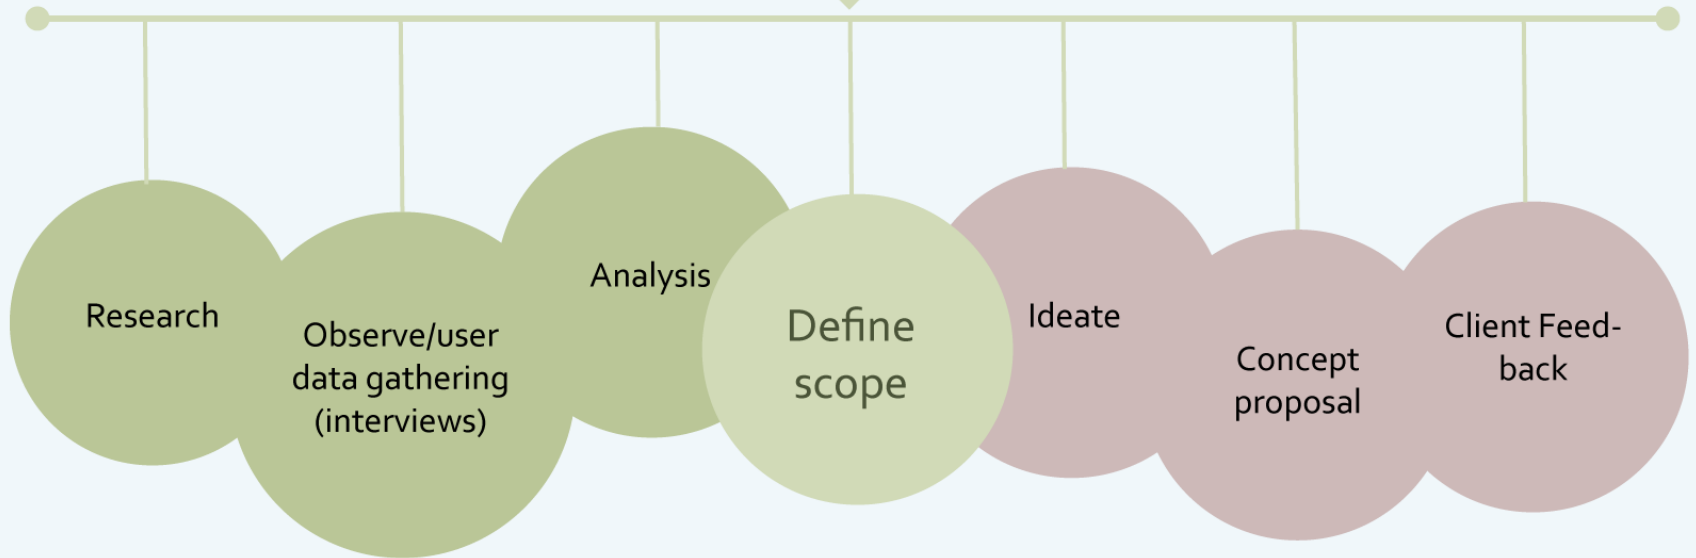 Research
Observe/user
data gathering
(interviews)
Analysis
Define
scope
Ideate
Concept
proposal
Client Feed-
back